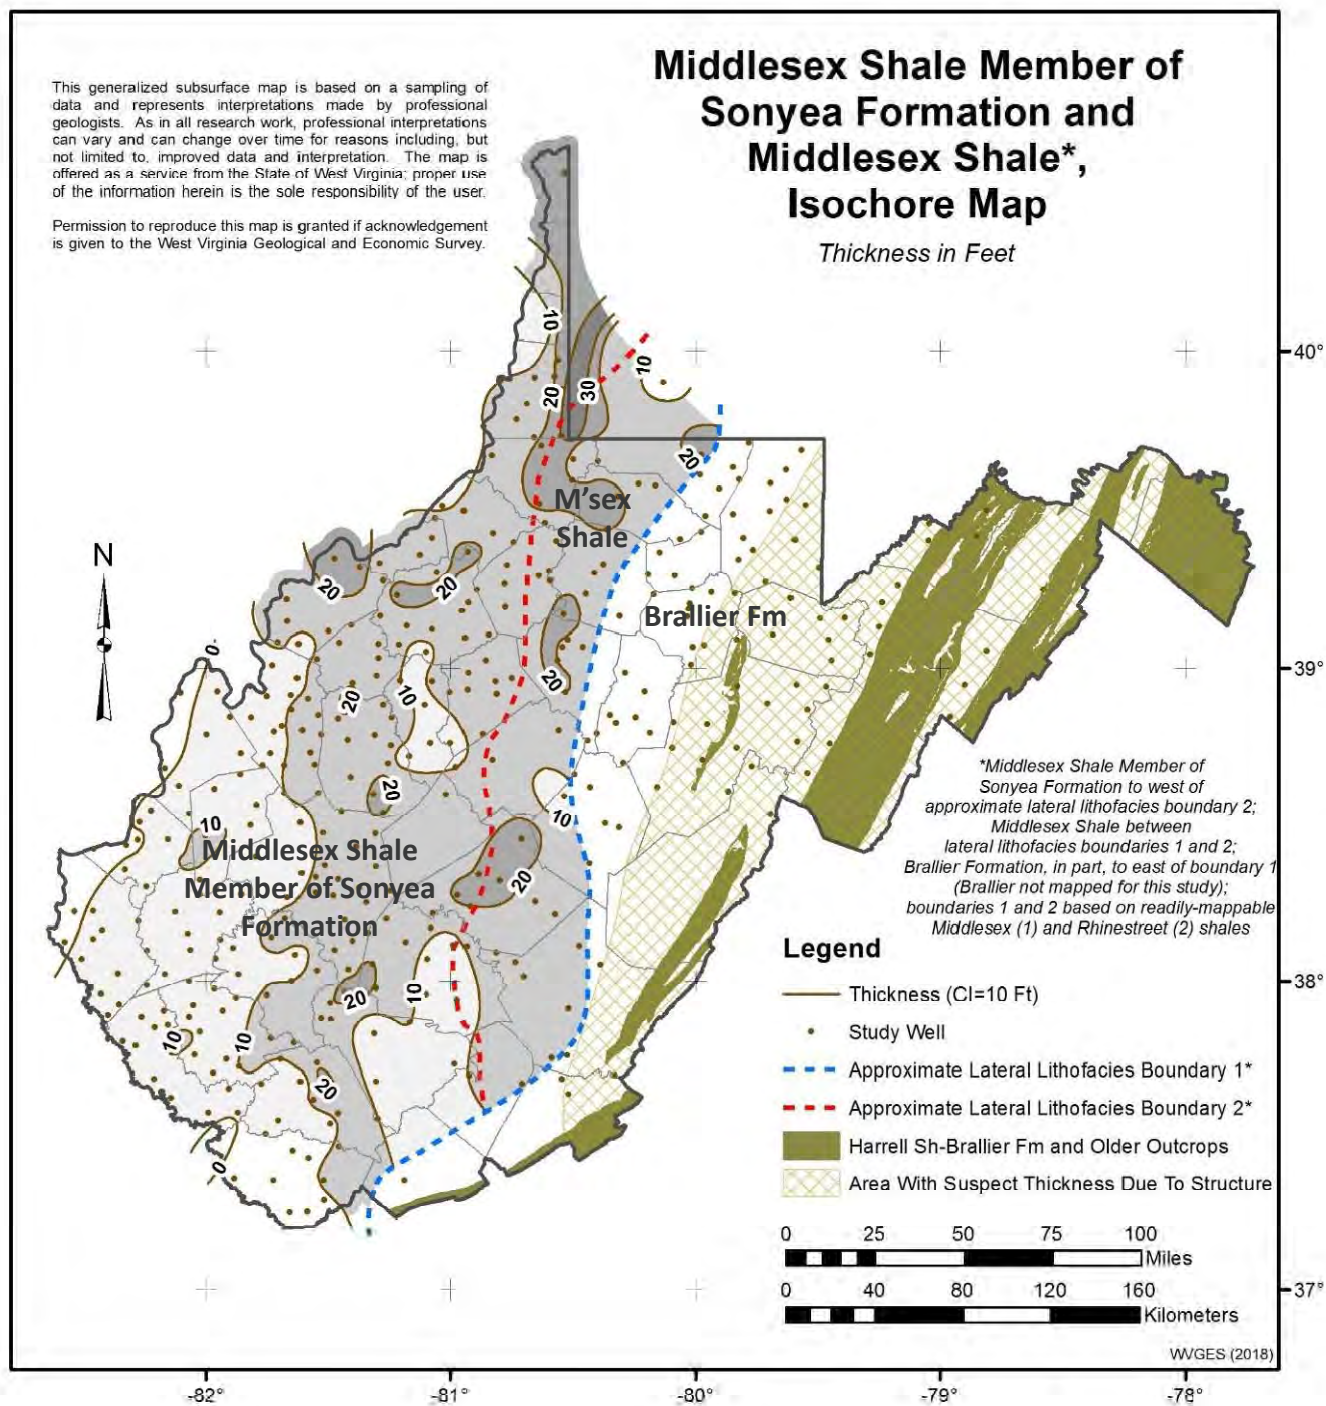 Middlesex Shale Member of
Sonyea Formation and
Middlesex Shale*,
Isochore Map
Thickness in Feet
This generalized subsurface map is based on a sampling of
data and represents interpretations made by professional
geologists. As in all research work, professional interpretations
can vary and can change over time for reasons including, but
not limited to, improved data and interpretation. The map is
offered as a service from the State of West Virginia; proper use
of the information herein is the sole responsibility of the user.
Permission to reproduce this map is granted if acknowledgement
is given to the West Virginia Geological and Economic Survey.
10
40°
10
20
30
20
M'sex
Shale
N
20
20
Brallier Fm
0
39°
20
20
10
20
10
10
Middlesex Shale
Member of Sonyea
Formation
20
*Middlesex Shale Member of
Sonyea Formation to west of
approximate lateral lithofacies boundary 2;
Middlesex Shale between
lateral lithofacies boundaries 1 and 2;
Brallier Formation, in part, to east of boundary 1
(Brallier not mapped for this study);
boundaries 1 and 2 based on readily-mappable
Middlesex (1) and Rhinestreet (2) shales
38°
20
10
10
10
20
0
Legend
Thickness (CI=10 Ft)
Study Well
Approximate Lateral Lithofacies Boundary 1*
Approximate Lateral Lithofacies Boundary 2*
Harrell Sh-Brallier Fm and Older Outcrops
Area With Suspect Thickness Due To Structure
0 25 50 75 100
Miles
0 40 80 120 160
Kilometers
37°
WVGES (2018)
-82° -81° -80° -79° -78°